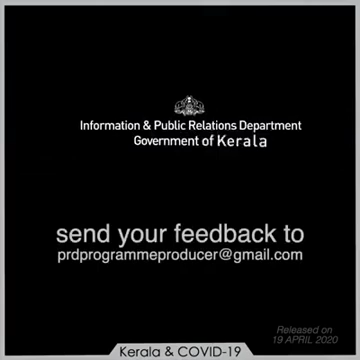 Information & Public Relations Department
Government of Kerala
send your feedback to
prdprogrammeproducer@gmail.com
Released on
19 APRIL 2020
Kerala & COVID-19